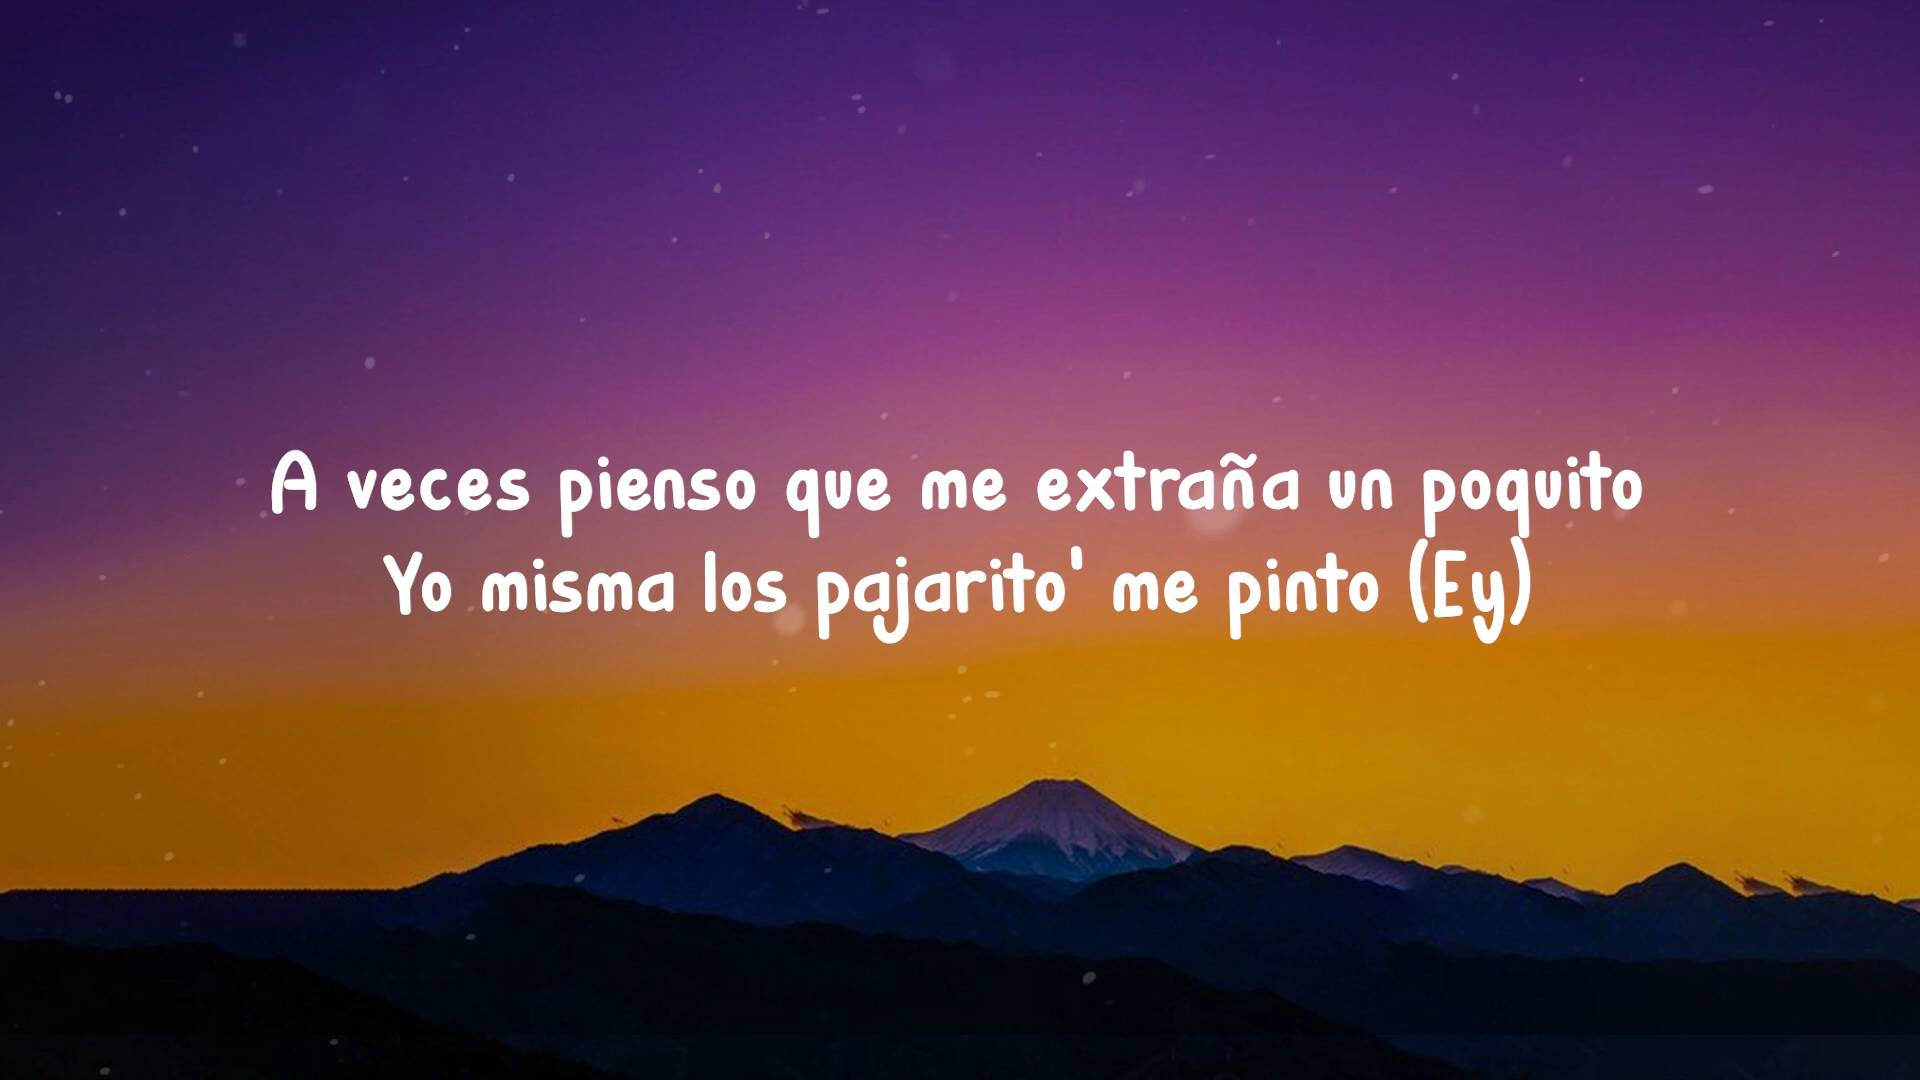 A veces pienso que me extraña un poquito
Yo misma los pajarito' me pinto (Ey)